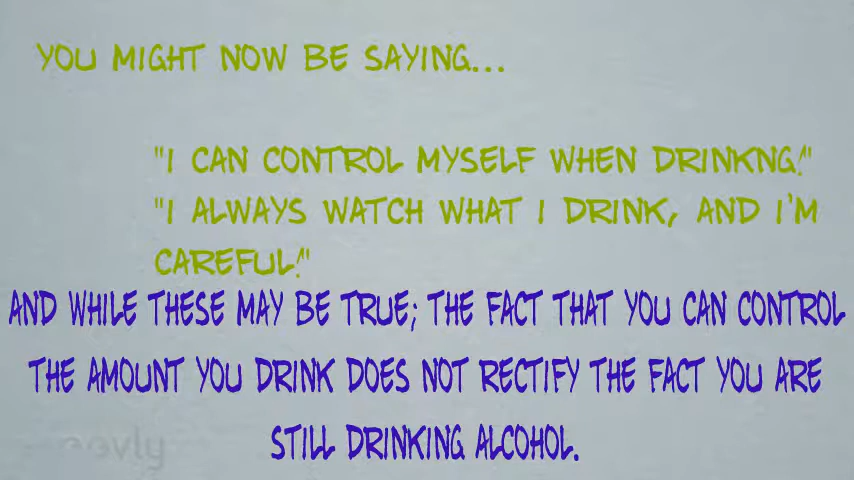 YOU MIGHT NOW BE SAYING...
"I CAN CONTROL MYSELF WHEN DRINKNG."
"I ALWAYS WATCH WHAT I DRINK, AND I'M
CAREFUL."
AND WHILE THESE MAY BE TRUE; THE FACT THAT YOU CAN CONTROL
THE AMOUNT YOU DRINK DOES NOT RECTIFY THE FACT YOU ARE
STILL DRINKING ALCOHOL.